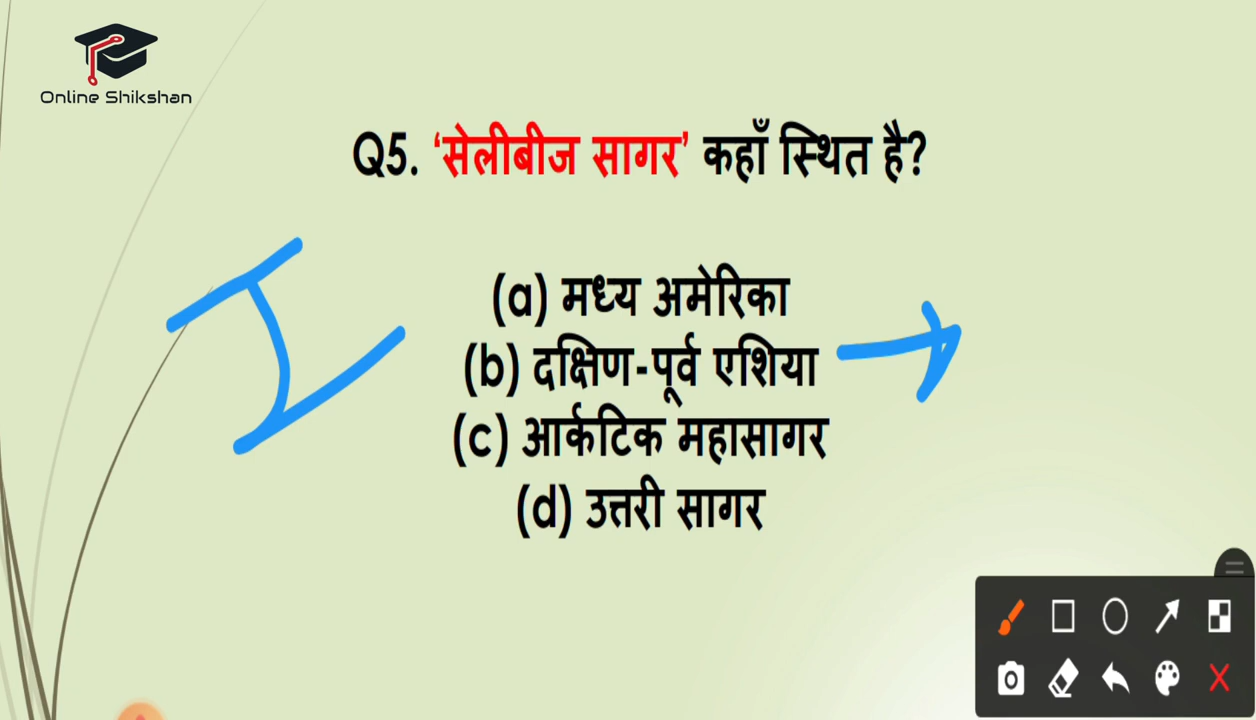 Online Shikshan
Q5. ‘सेलीबीज सागर’ कहाँ स्थित है?
(a) मध्य अमेरिका
(b) दक्षिण-पूर्व एशिया
(c) आर्कटिक महासागर
(d) उत्तरी सागर